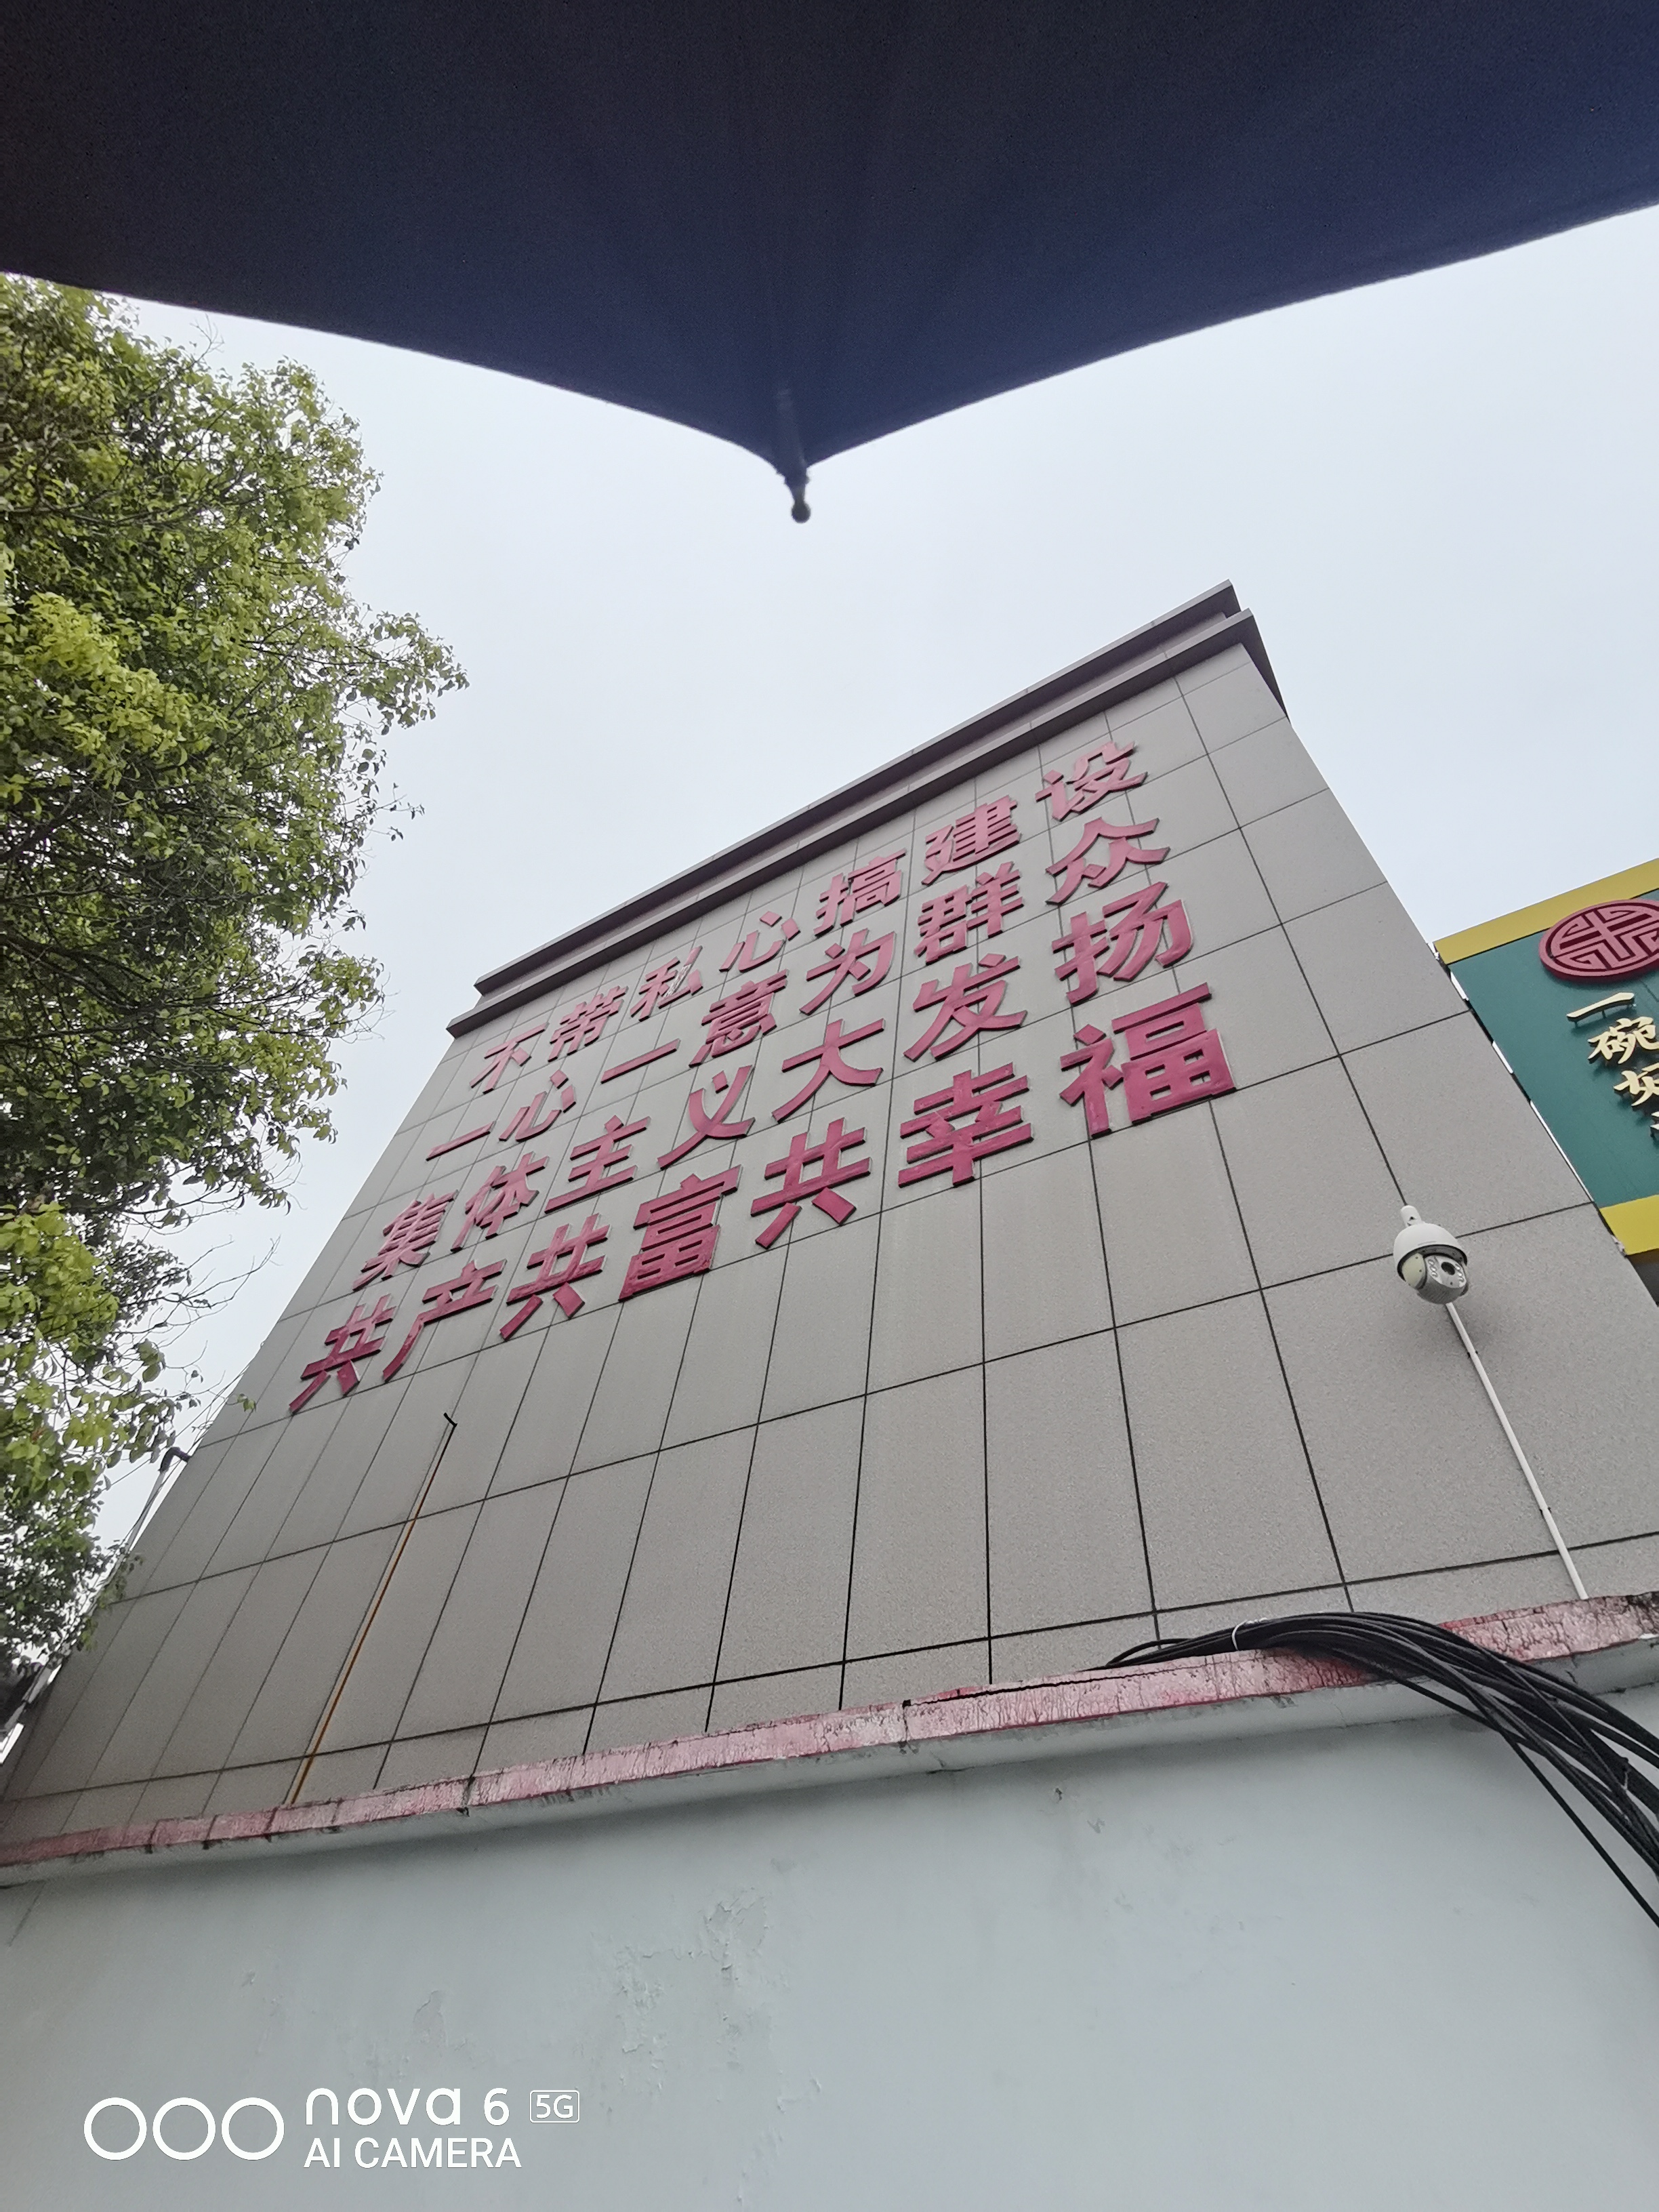 不带私心搞建设
一心一意为群众
集体主义大发扬
共产共富共幸福
一碗
nova 6 5G
AI CAMERA